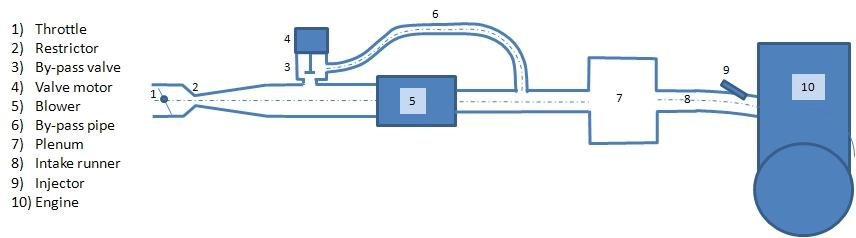 1) Throttle
2) Restrictor
3) By-pass valve
4) Valve motor
5) Blower
6) By-pass pipe
7) Plenum
8) Intake runner
9) Injector
10) Engine
1
2
3
4
5
6
7
8
9
10